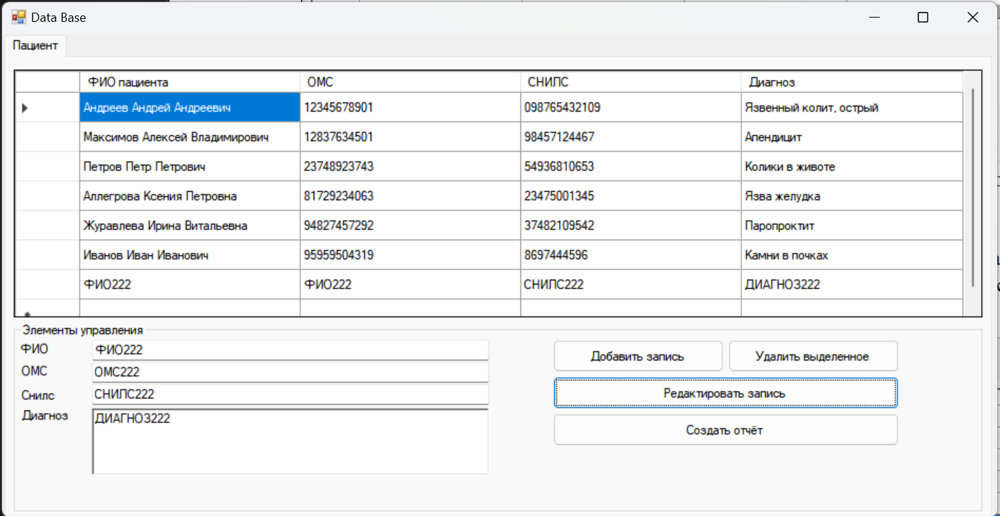 Data Base
Пациент
ФИО пациента ОМС СНИЛС Диагноз
Андреев Андрей Андреевич 12345678901 098765432109 Язвенный колит, острый
Максимов Алексей Владимирович 12837634501 98457124467 Апендицит
Петров Петр Петрович 23748923743 54936810653 Колики в животе
Аллегрова Ксения Петровна 81729234063 23475001345 Язва желудка
Журавлева Ирина Витальевна 94827457292 37482109542 Паропроктит
Иванов Иван Иванович 95959504319 8697444596 Камни в почках
ФИО222 ФИО222 СНИЛС222 ДИАГНОЗ222
Элементы управления
ФИО ФИО222
ОМС ОМС222
Снилс СНИЛС222
Диагноз ДИАГНОЗ222
Добавить запись Удалить выделенное
Редактировать запись
Создать отчёт